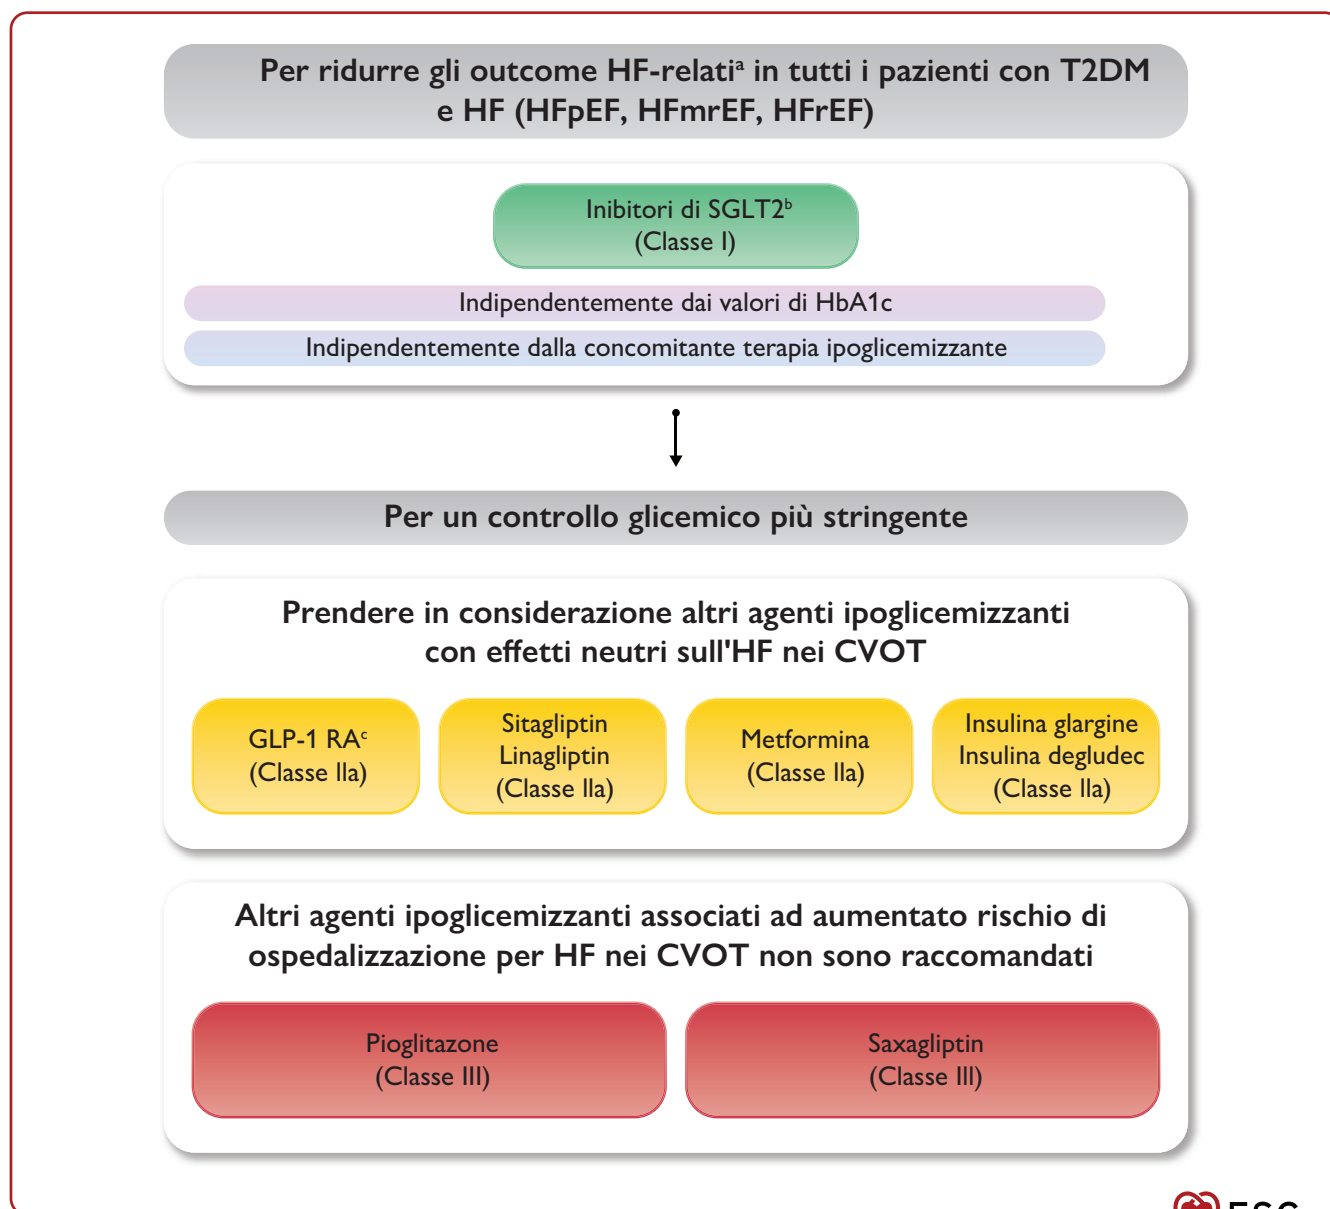 Per ridurre gli outcome HF-relatiᵃ in tutti i pazienti con T2DM
e HF (HFpEF, HFmrEF, HFrEF)
Inibitori di SGLT2ᵇ
(Classe I)
Indipendentemente dai valori di HbA1c
Indipendentemente dalla concomitante terapia ipoglicemizzante
Per un controllo glicemico più stringente
Prendere in considerazione altri agenti ipoglicemizzanti
con effetti neutri sull'HF nei CVOT
GLP-1 RAᶜ
(Classe IIa)
Sitagliptin
Linagliptin
(Classe IIa)
Metformina
(Classe IIa)
Insulina glargine
Insulina degludec
(Classe IIa)
Altri agenti ipoglicemizzanti associati ad aumentato rischio di
ospedalizzazione per HF nei CVOT non sono raccomandati
Pioglitazone
(Classe III)
Saxagliptin
(Classe III)
ESC